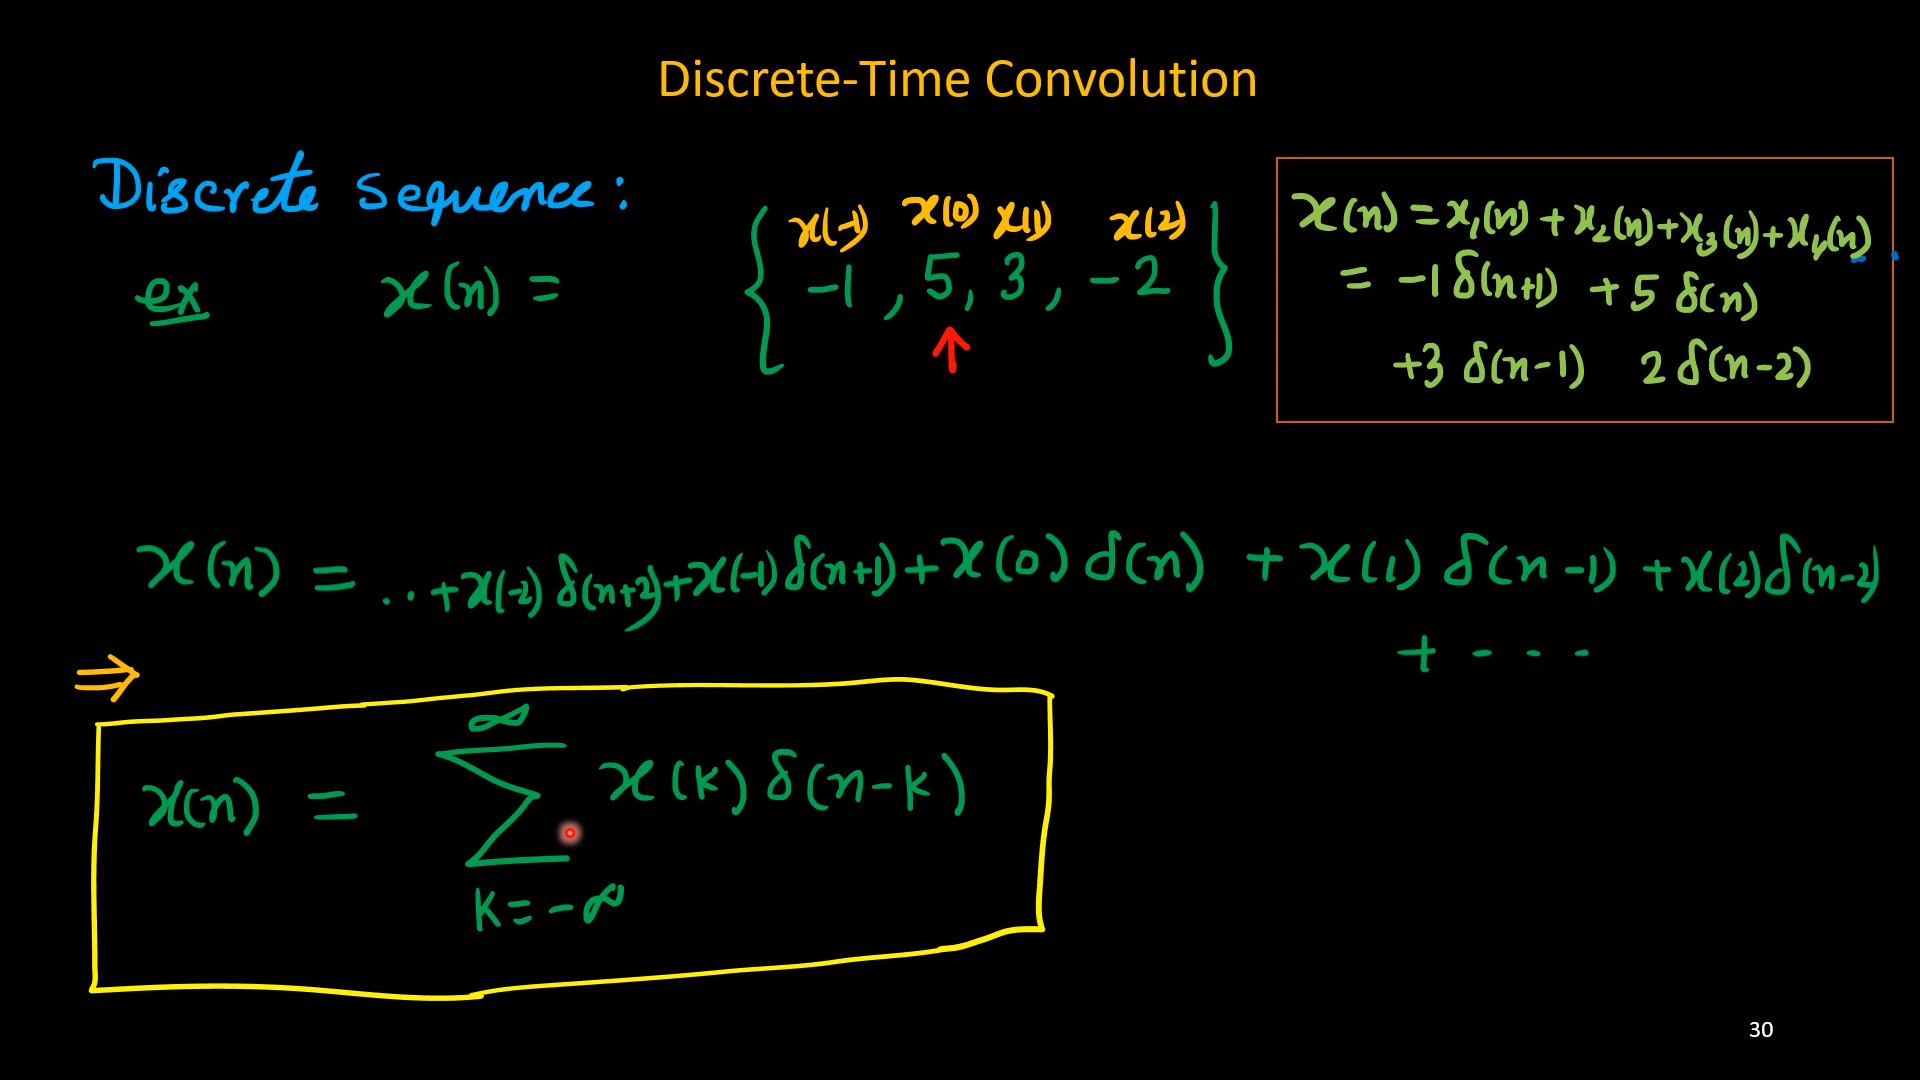 Discrete-Time Convolution
Discrete Sequence:
x(-1) x(0) x(1) x(2)
ex x(n) = { -1 , 5 , 3 , -2 }
↑
x(n) = x₁(n) + x₂(n) + x₃(n) + x₄(n)
= -1 δ(n+1) + 5 δ(n)
+3 δ(n-1) 2 δ(n-2)
x(n) = ..+x(-2) δ(n+2)+x(-1) δ(n+1)+x(0) δ(n) + x(1) δ(n-1) + x(2)δ(n-2)
+ - - -
⇒
∞
x(n) = Σ x(k) δ(n-k)
k=-∞
30